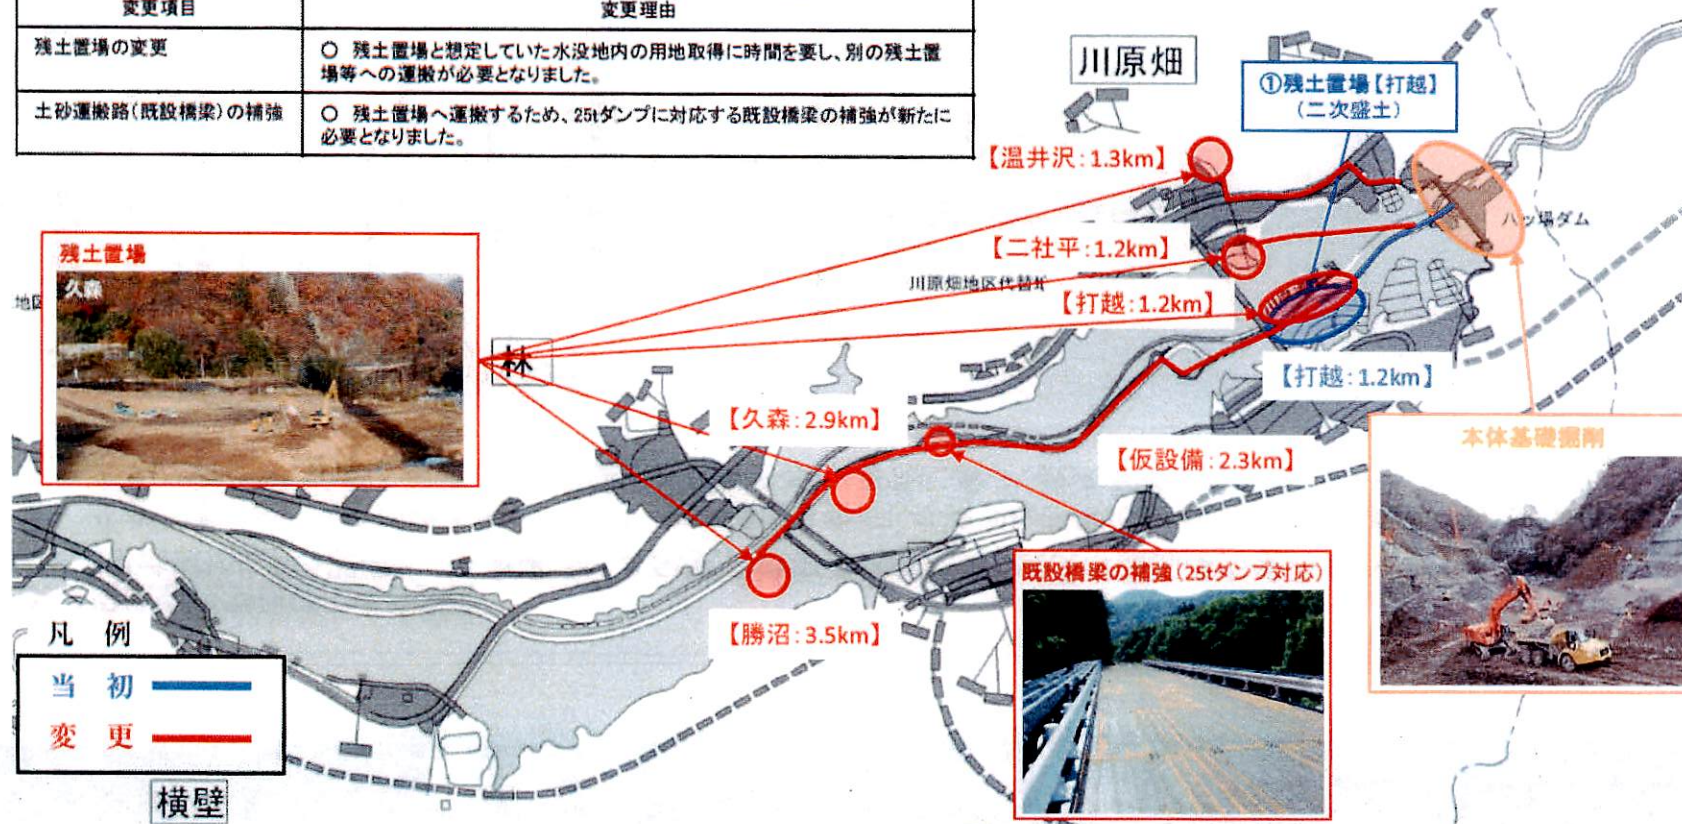 変更項目
変更理由
残土置場の変更
○ 残土置場と想定していた水没地内の用地取得に時間を要し、別の残土置
場等への運搬が必要となりました。
土砂運搬路(既設橋梁)の補強
○ 残土置場へ運搬するため、25tダンプに対応する既設橋梁の補強が新たに
必要となりました。
川原畑
①残土置場【打越】
(二次盛土)
【温井沢:1.3km】
八ッ場ダム
【二社平:1.2km】
川原畑地区代替地
【打越:1.2km】
残土置場
久森
地区
林
【打越:1.2km】
【久森:2.9km】
【仮設備:2.3km】
本体基礎掘削
既設橋梁の補強(25tダンプ対応)
【勝沼:3.5km】
凡 例
当 初
変 更
横壁